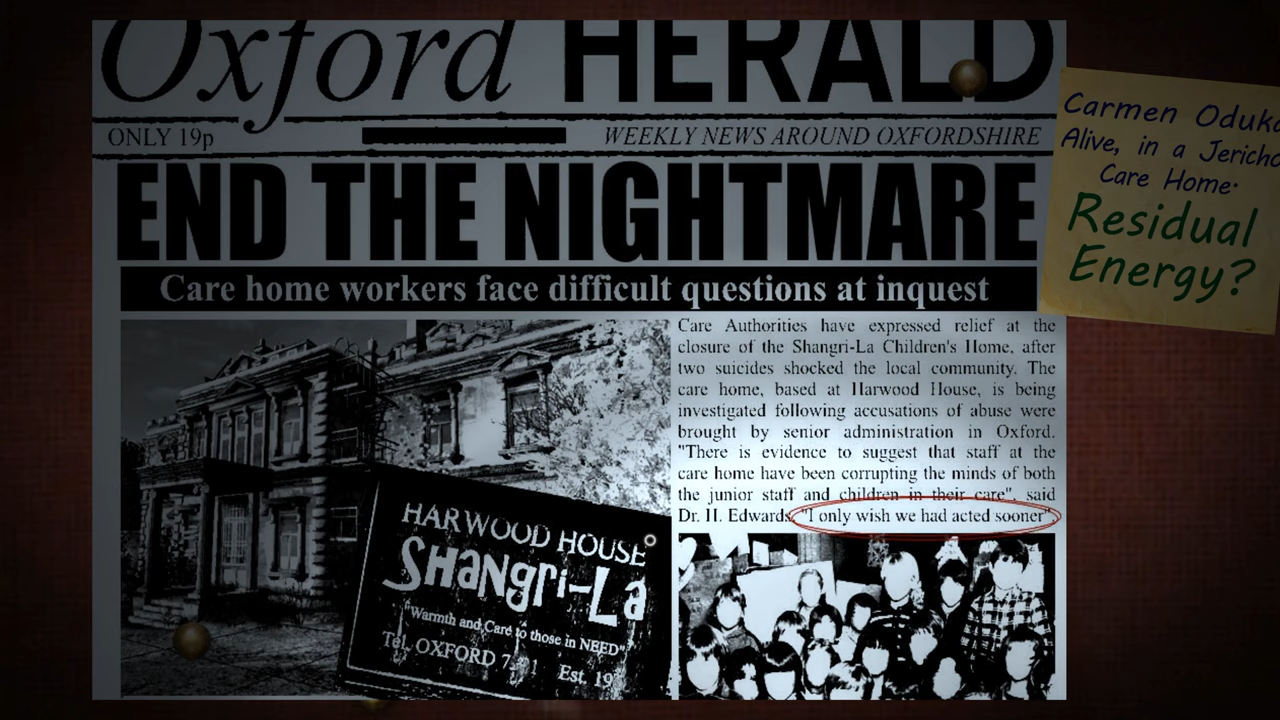 Oxford HERALD
ONLY 19p
WEEKLY NEWS AROUND OXFORDSHIRE
END THE NIGHTMARE
Care home workers face difficult questions at inquest
Care Authorities have expressed relief at the
closure of the Shangri-La Children's Home, after
two suicides shocked the local community. The
care home, based at Harwood House, is being
investigated following accusations of abuse were
brought by senior administration in Oxford.
"There is evidence to suggest that staff at the
care home have been corrupting the minds of both
the junior staff and children in their care", said
Dr. H. Edwards, "I only wish we had acted sooner".
HARWOOD HOUSE
SHangri-La
"Warmth and Care to those in NEED"
Tel. OXFORD 7 1 Est. 19
Carmen
Alive, in a
Care Home.
Residual
Energy?